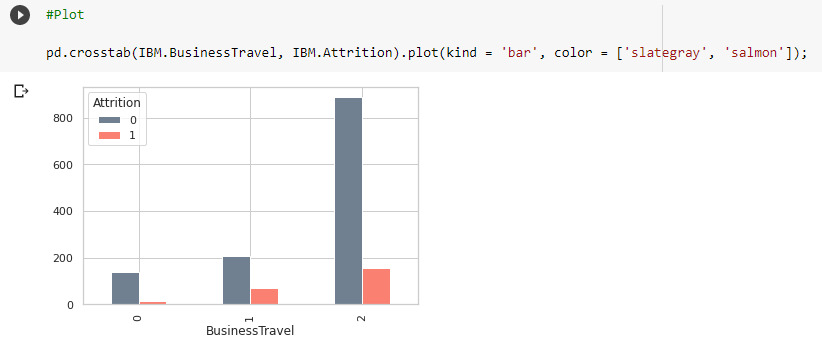 #Plot
pd.crosstab(IBM.BusinessTravel, IBM.Attrition).plot(kind = 'bar', color = ['slategray', 'salmon']);
Attrition
0
1
800
600
400
200
0
0
1
2
BusinessTravel